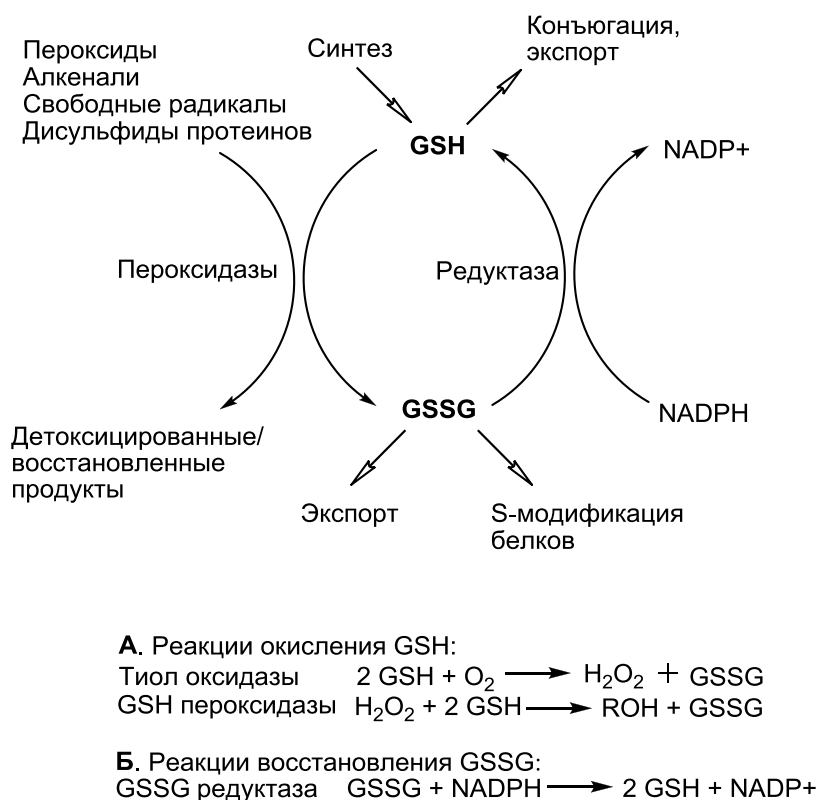 Пероксиды
Алкенали
Свободные радикалы
Дисульфиды протеинов
Синтез
Конъюгация,
экспорт
GSH
NADP+
Пероксидазы
Редуктаза
GSSG
NADPH
Детоксицированные/
восстановленные
продукты
Экспорт
S-модификация
белков
А. Реакции окисления GSH:
Тиол оксидазы 2 GSH + O₂ ⟶ H₂O₂ + GSSG
GSH пероксидазы H₂O₂ + 2 GSH ⟶ ROH + GSSG
Б. Реакции восстановления GSSG:
GSSG редуктаза GSSG + NADPH ⟶ 2 GSH + NADP+